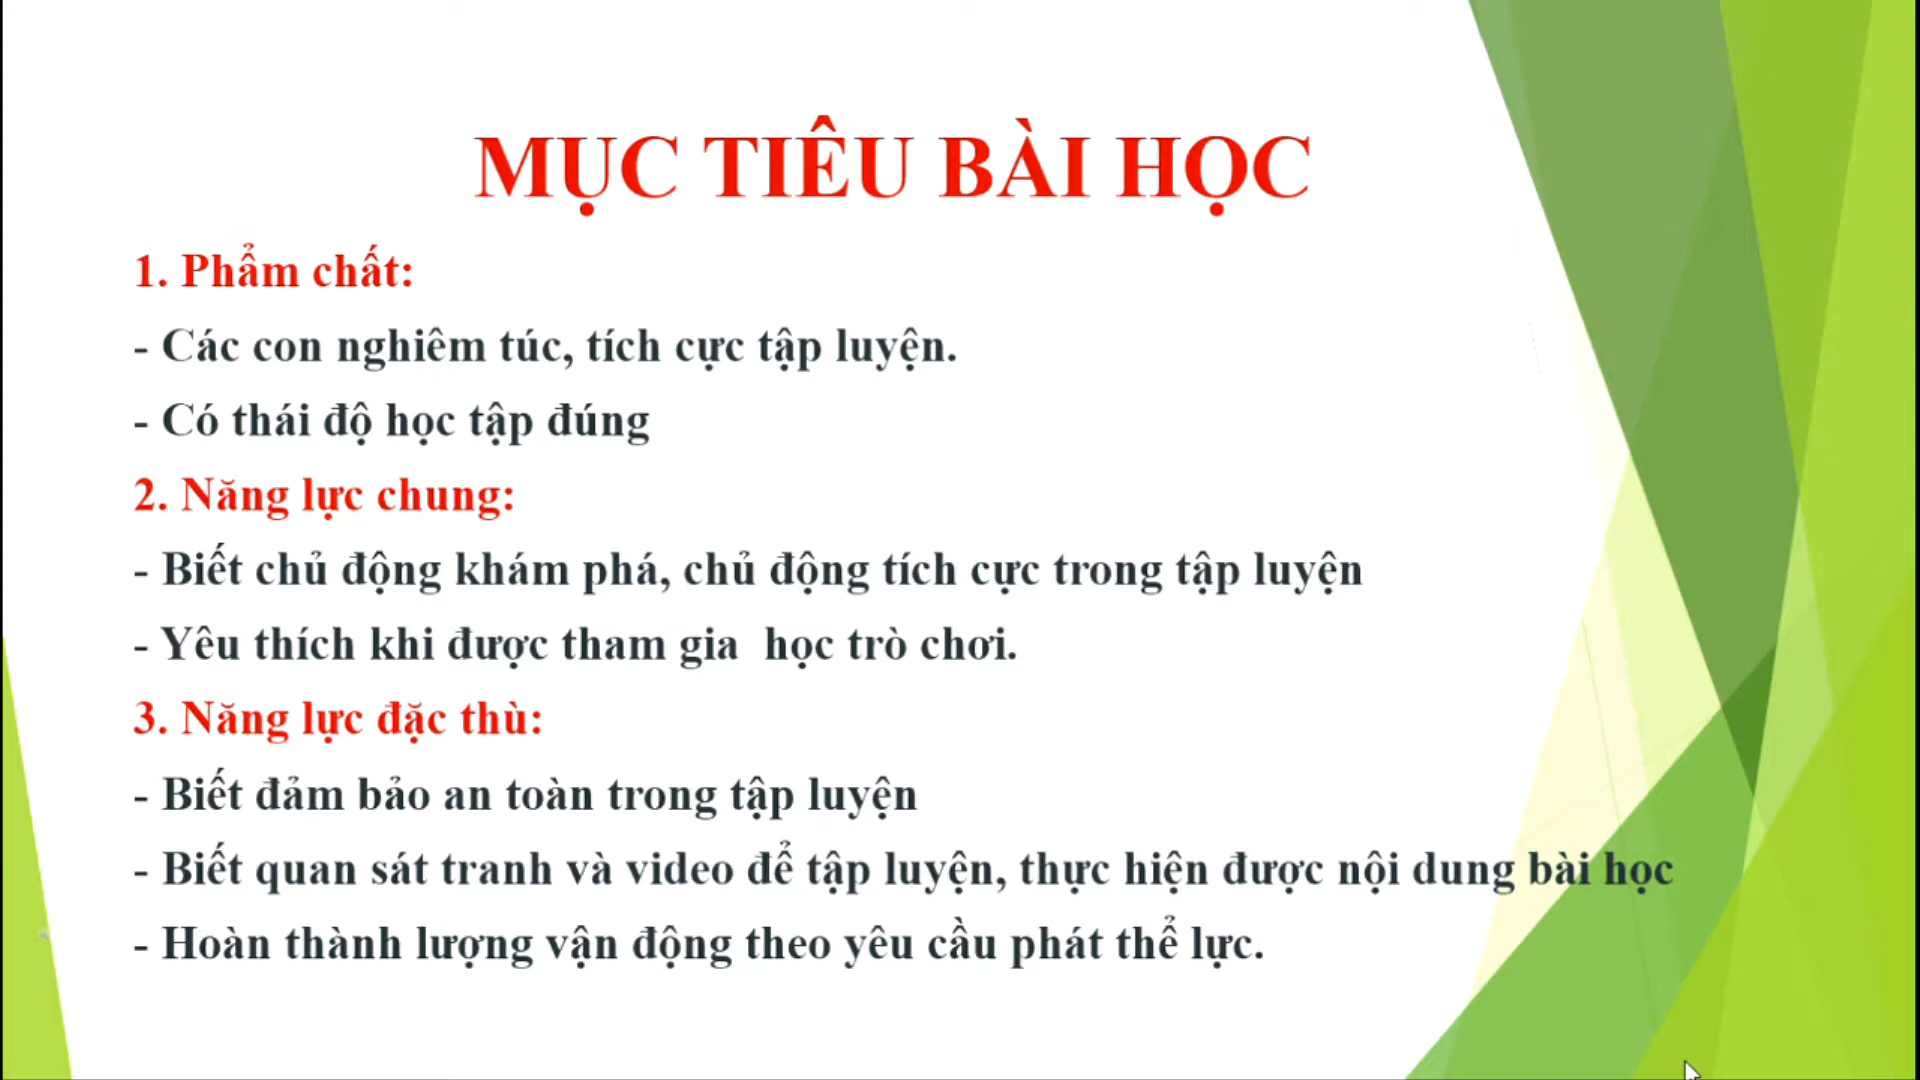 MỤC TIÊU BÀI HỌC
1. Phẩm chất:
- Các con nghiêm túc, tích cực tập luyện.
- Có thái độ học tập đúng
2. Năng lực chung:
- Biết chủ động khám phá, chủ động tích cực trong tập luyện
- Yêu thích khi được tham gia  học trò chơi.
3. Năng lực đặc thù:
- Biết đảm bảo an toàn trong tập luyện
- Biết quan sát tranh và video để tập luyện, thực hiện được nội dung bài học
- Hoàn thành lượng vận động theo yêu cầu phát thể lực.